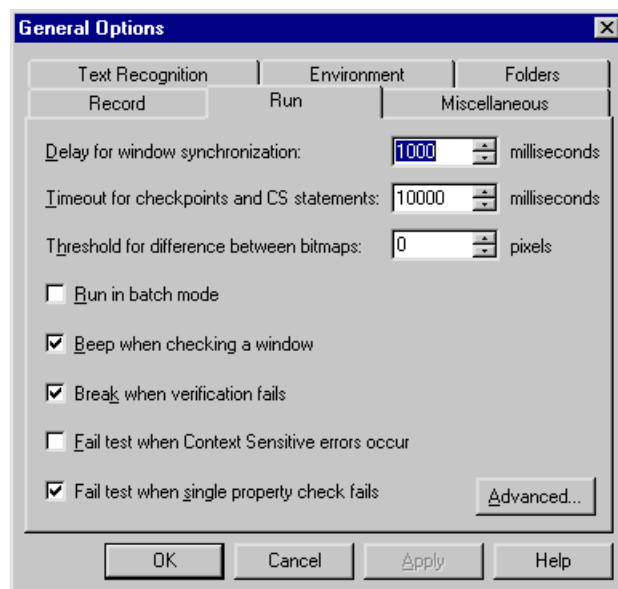 General Options
Text Recognition Environment Folders
Record Run Miscellaneous
Delay for window synchronization: 1000 milliseconds
Timeout for checkpoints and CS statements: 10000 milliseconds
Threshold for difference between bitmaps: 0 pixels
Run in batch mode
Beep when checking a window
Break when verification fails
Fail test when Context Sensitive errors occur
Fail test when single property check fails
Advanced...
OK Cancel Apply Help